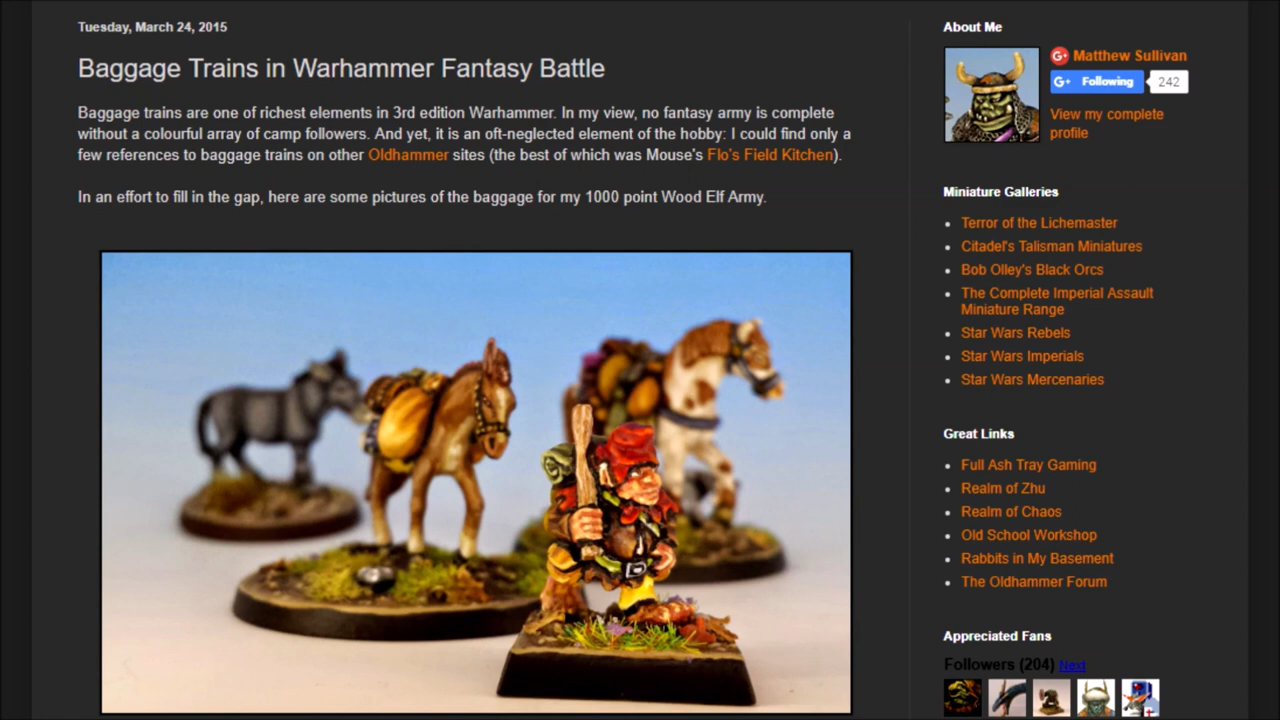 Tuesday, March 24, 2015
Baggage Trains in Warhammer Fantasy Battle
Baggage trains are one of richest elements in 3rd edition Warhammer. In my view, no fantasy army is complete
without a colourful array of camp followers. And yet, it is an oft-neglected element of the hobby: I could find only a
few references to baggage trains on other Oldhammer sites (the best of which was Mouse's Flo's Field Kitchen).
In an effort to fill in the gap, here are some pictures of the baggage for my 1000 point Wood Elf Army.
About Me
G+ Matthew Sullivan
G+ Following 242
View my complete
profile
Miniature Galleries
Terror of the Lichemaster
Citadel's Talisman Miniatures
Bob Olley's Black Orcs
The Complete Imperial Assault
Miniature Range
Star Wars Rebels
Star Wars Imperials
Star Wars Mercenaries
Great Links
Full Ash Tray Gaming
Realm of Zhu
Realm of Chaos
Old School Workshop
Rabbits in My Basement
The Oldhammer Forum
Appreciated Fans
Followers (204) Next